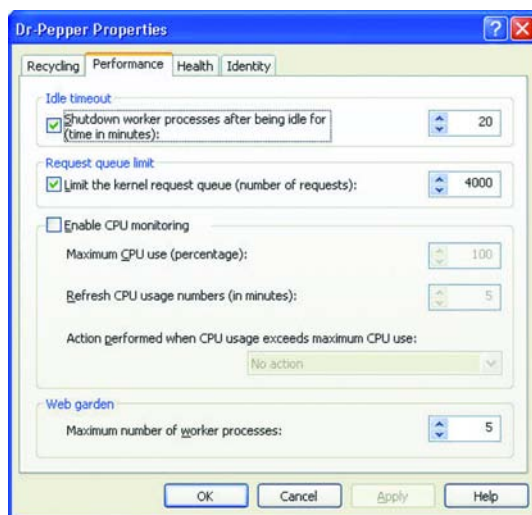 Dr-Pepper Properties
Recycling Performance Health Identity
Idle timeout
Shutdown worker processes after being idle for
(time in minutes): 20
Request queue limit
Limit the kernel request queue (number of requests): 4000
Enable CPU monitoring
Maximum CPU use (percentage): 100
Refresh CPU usage numbers (in minutes): 5
Action performed when CPU usage exceeds maximum CPU use:
No action
Web garden
Maximum number of worker processes: 5
OK Cancel Apply Help